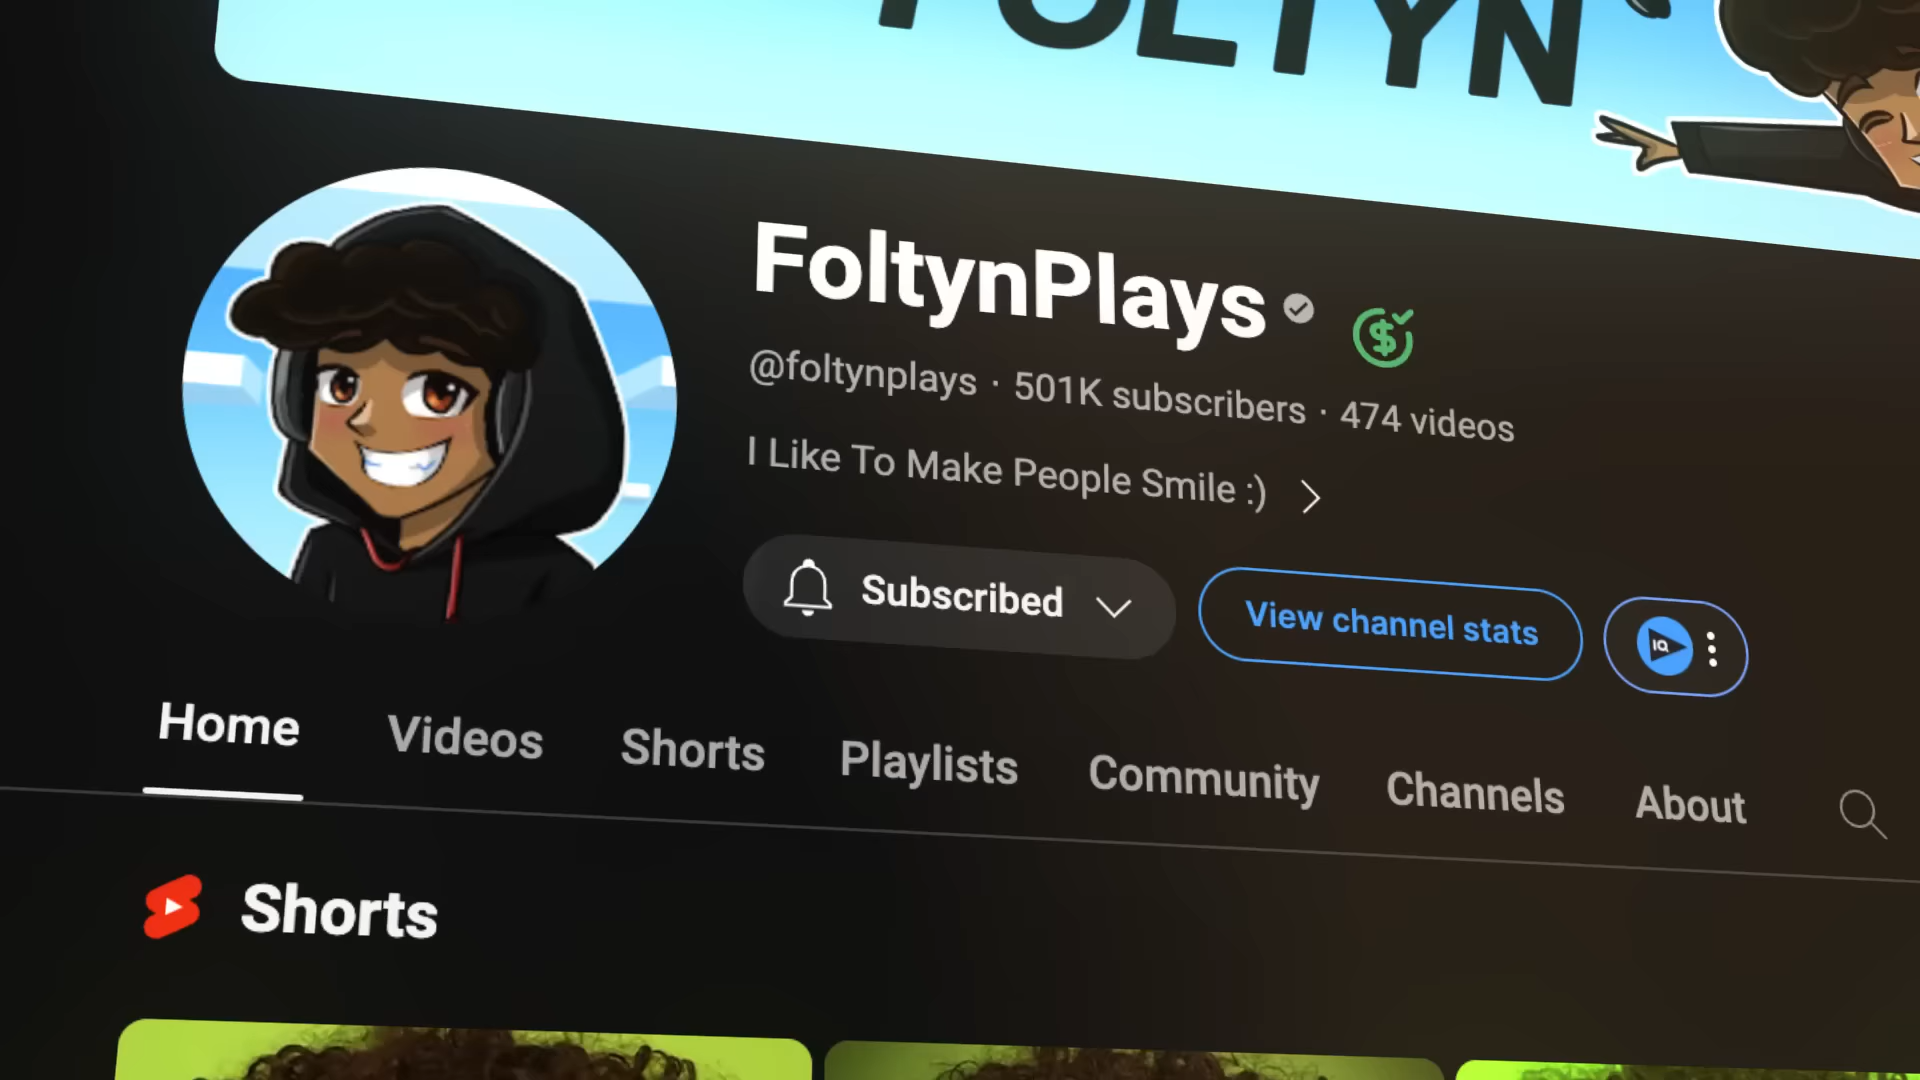 FOLTYN
FoltynPlays
@foltynplays · 501K subscribers · 474 videos
I Like To Make People Smile :)
Subscribed
View channel stats
IQ
Home
Videos
Shorts
Playlists
Community
Channels
About
Shorts